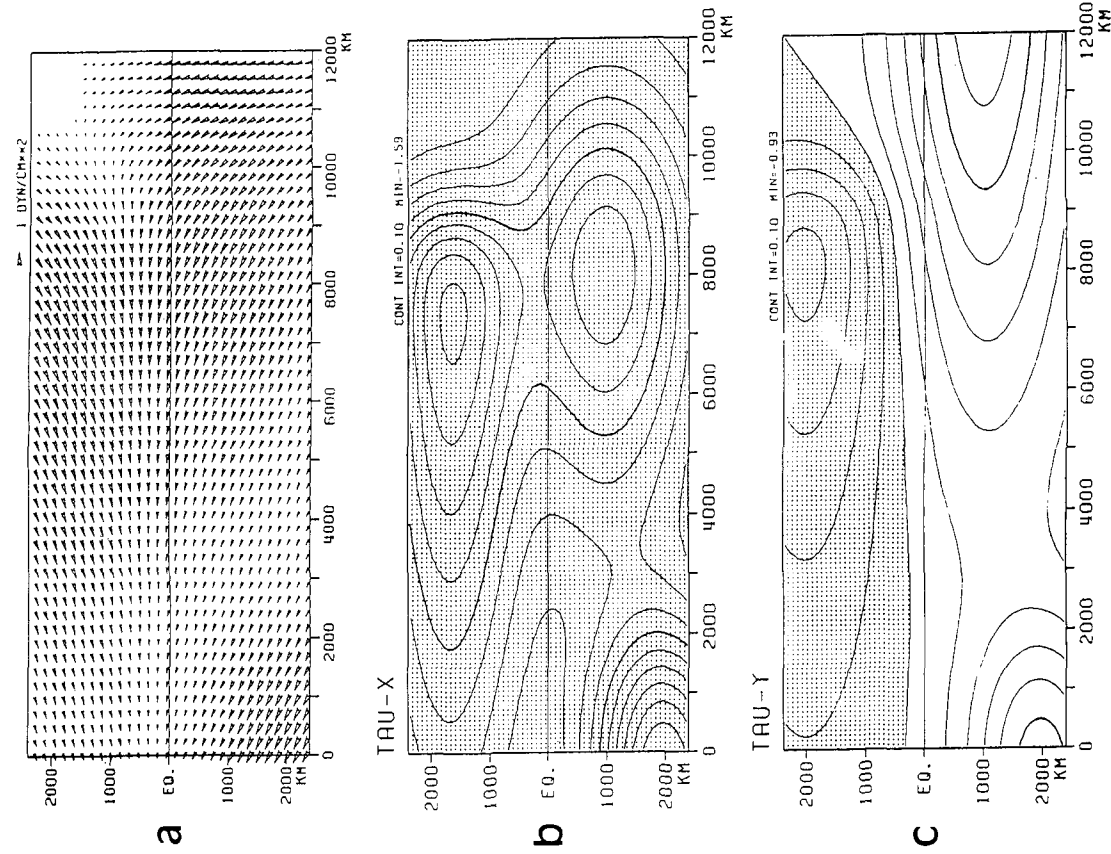 a
1 DYN/CM**2
2000
1000
EQ.
1000
2000
KM
0
2000
4000
6000
8000
10000
12000
KM
b
TAU-X
CONT INT=0.10 MIN=-1.59
2000
1000
EQ.
1000
2000
KM
0
2000
4000
6000
8000
10000
12000
KM
c
TAU-Y
CONT INT=0.10 MIN=-0.93
2000
1000
EQ.
1000
2000
KM
0
2000
4000
6000
8000
10000
12000
KM